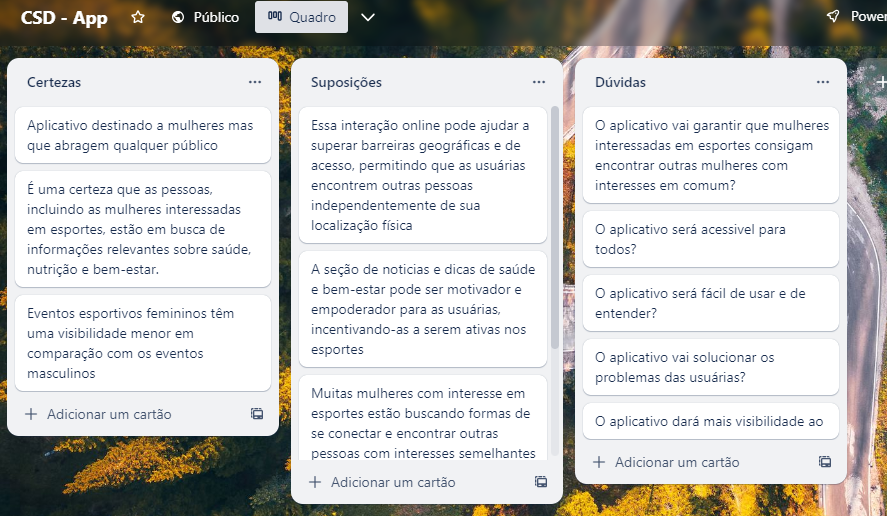 CSD - App
Público
Quadro
Power
Certezas
Aplicativo destinado a mulheres mas
que abragem qualquer público
É uma certeza que as pessoas,
incluindo as mulheres interessadas
em esportes, estão em busca de
informações relevantes sobre saúde,
nutrição e bem-estar.
Eventos esportivos femininos têm
uma visibilidade menor em
comparação com os eventos
masculinos
Adicionar um cartão
Suposições
Essa interação online pode ajudar a
superar barreiras geográficas e de
acesso, permitindo que as usuárias
encontrem outras pessoas
independentemente de sua
localização física
A seção de noticias e dicas de saúde
e bem-estar pode ser motivador e
empoderador para as usuárias,
incentivando-as a serem ativas nos
esportes
Muitas mulheres com interesse em
esportes estão buscando formas de
se conectar e encontrar outras
pessoas com interesses semelhantes
Adicionar um cartão
Dúvidas
O aplicativo vai garantir que mulheres
interessadas em esportes consigam
encontrar outras mulheres com
interesses em comum?
O aplicativo será acessivel para
todos?
O aplicativo será fácil de usar e de
entender?
O aplicativo vai solucionar os
problemas das usuárias?
O aplicativo dará mais visibilidade ao
Adicionar um cartão